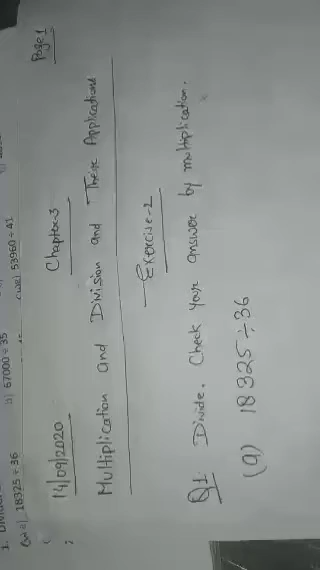 1. Divide
a) 18325 ÷ 36
b) 67000 ÷ 35
53960 ÷ 41
14/09/2020
Chapter 3
Page 1
Multiplication and Division and Their Applications
Exercise-2
Q1. Divide. Check your answer by multiplication.
(a) 18325 ÷ 36